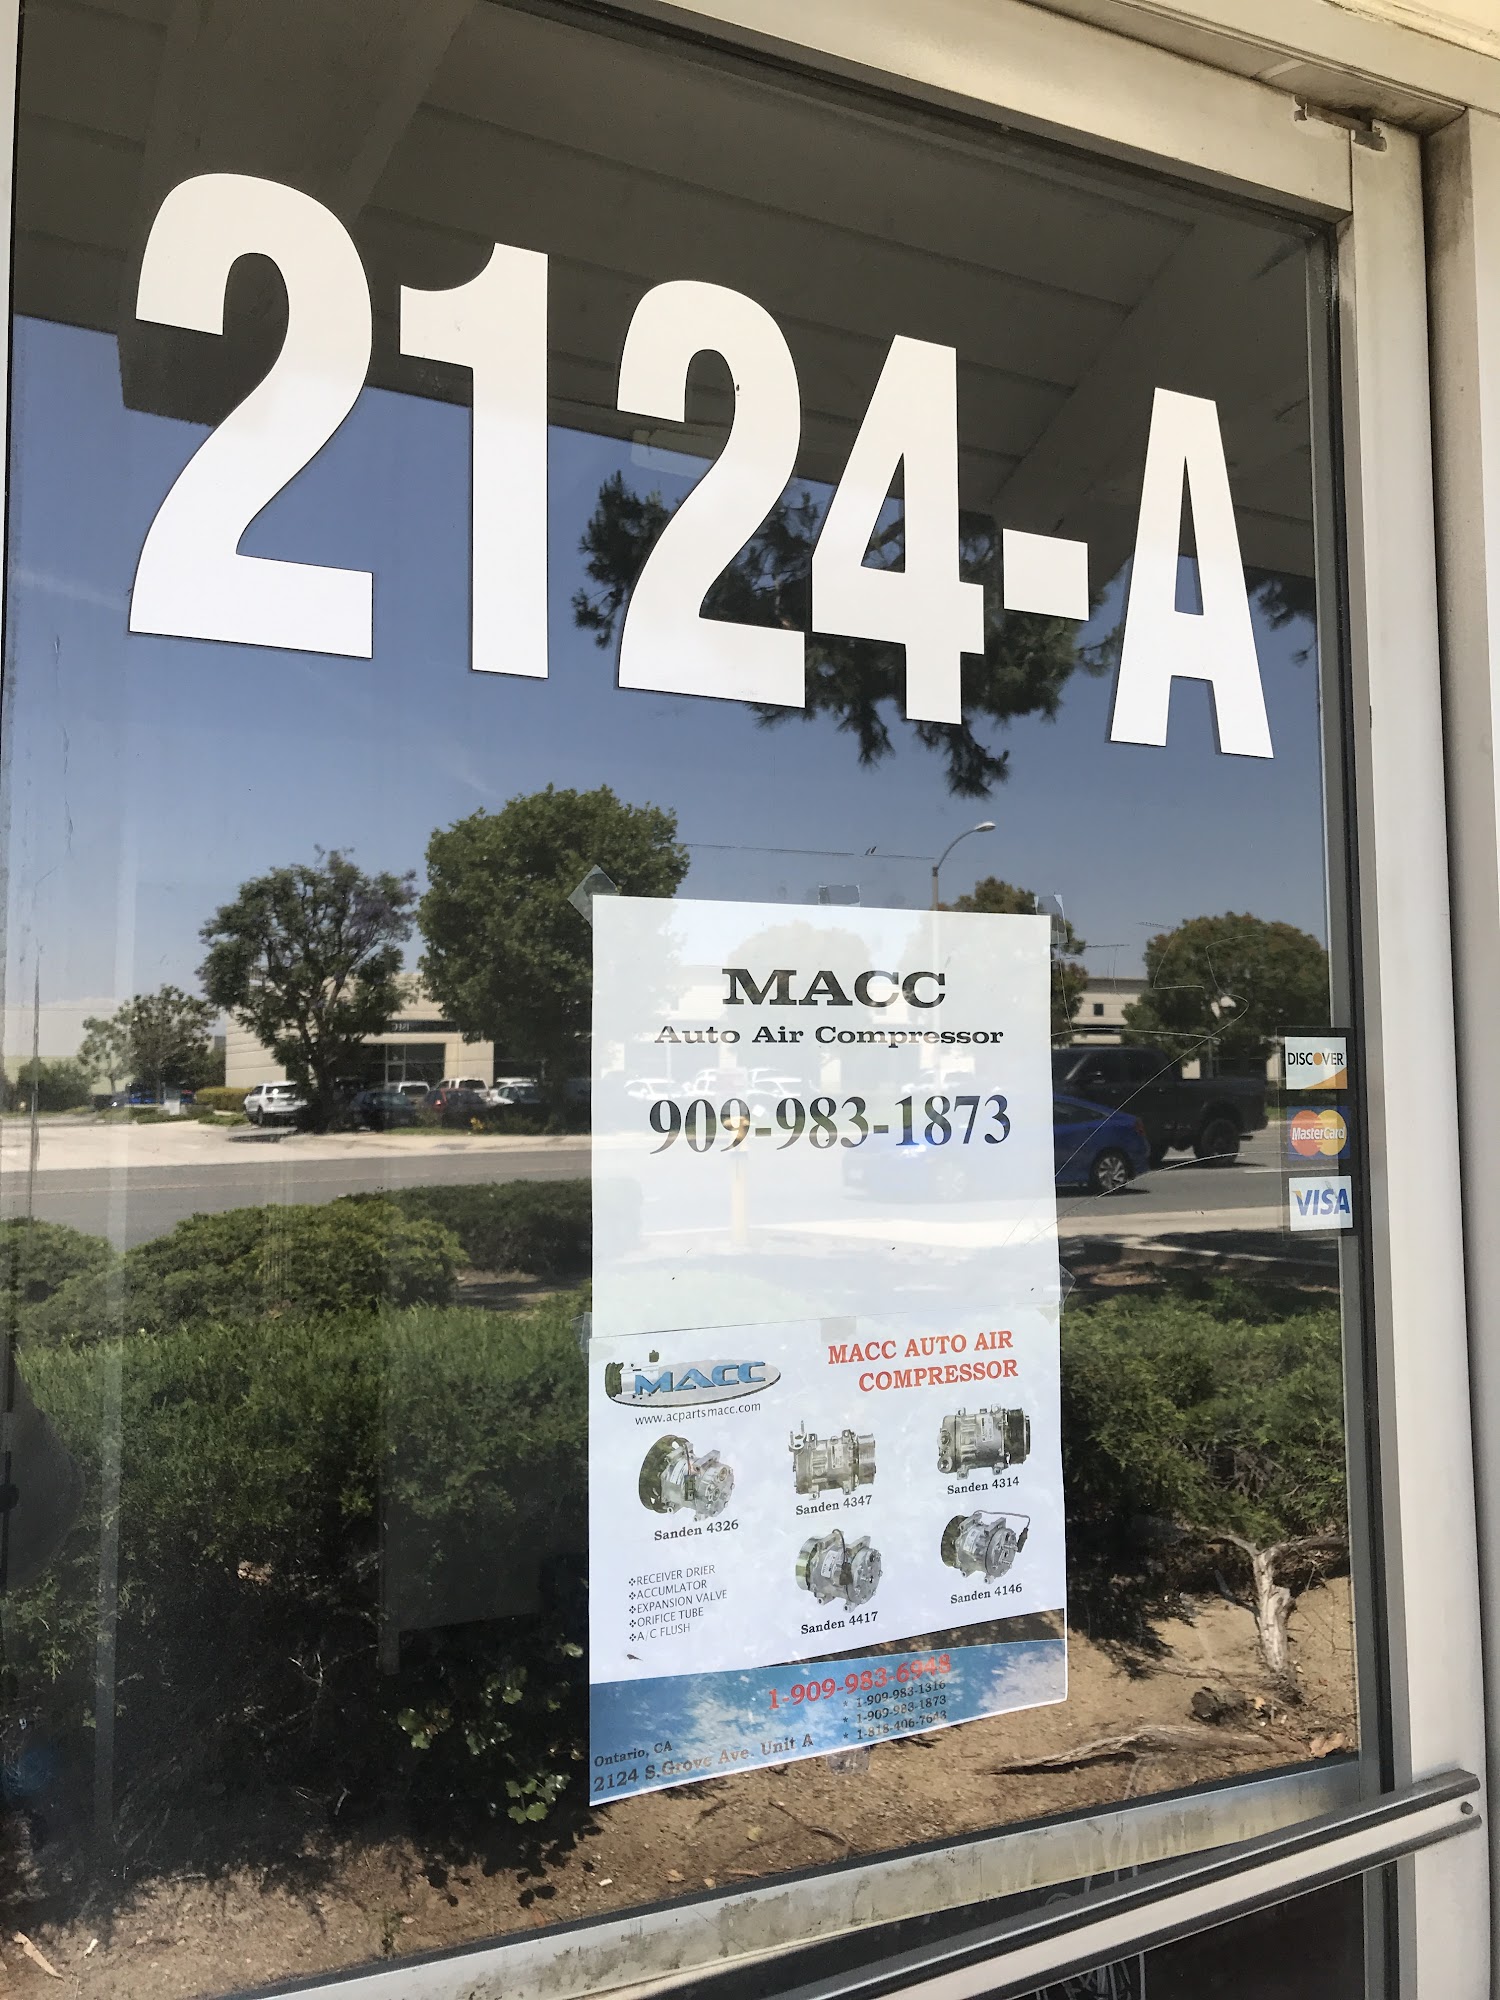 2124-A
MACC
Auto Air Compressor
909-983-1873
DISCOVER
MasterCard
VISA
MACC
www.acpartsmacc.com
MACC AUTO AIR
COMPRESSOR
Sanden 4326
Sanden 4347
Sanden 4314
Sanden 4417
Sanden 4146
❖RECEIVER DRIER
❖ACCUMLATOR
❖EXPANSION VALVE
❖ORIFICE TUBE
❖A/C FLUSH
1-909-983-6948
* 1-909-983-1316
* 1-909-983-1873
* 1-818-406-7643
Ontario, CA
2124 S.Grove Ave. Unit A